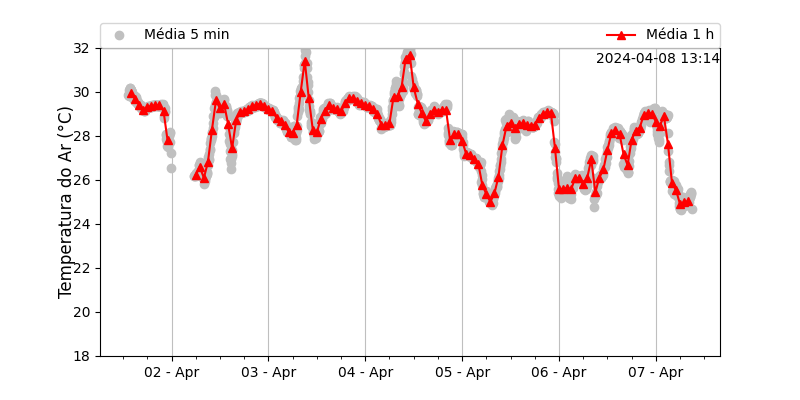 Média 5 min
Média 1 h
2024-04-08 13:14
Temperatura do Ar (°C)
32
30
28
26
24
22
20
18
02 - Apr
03 - Apr
04 - Apr
05 - Apr
06 - Apr
07 - Apr